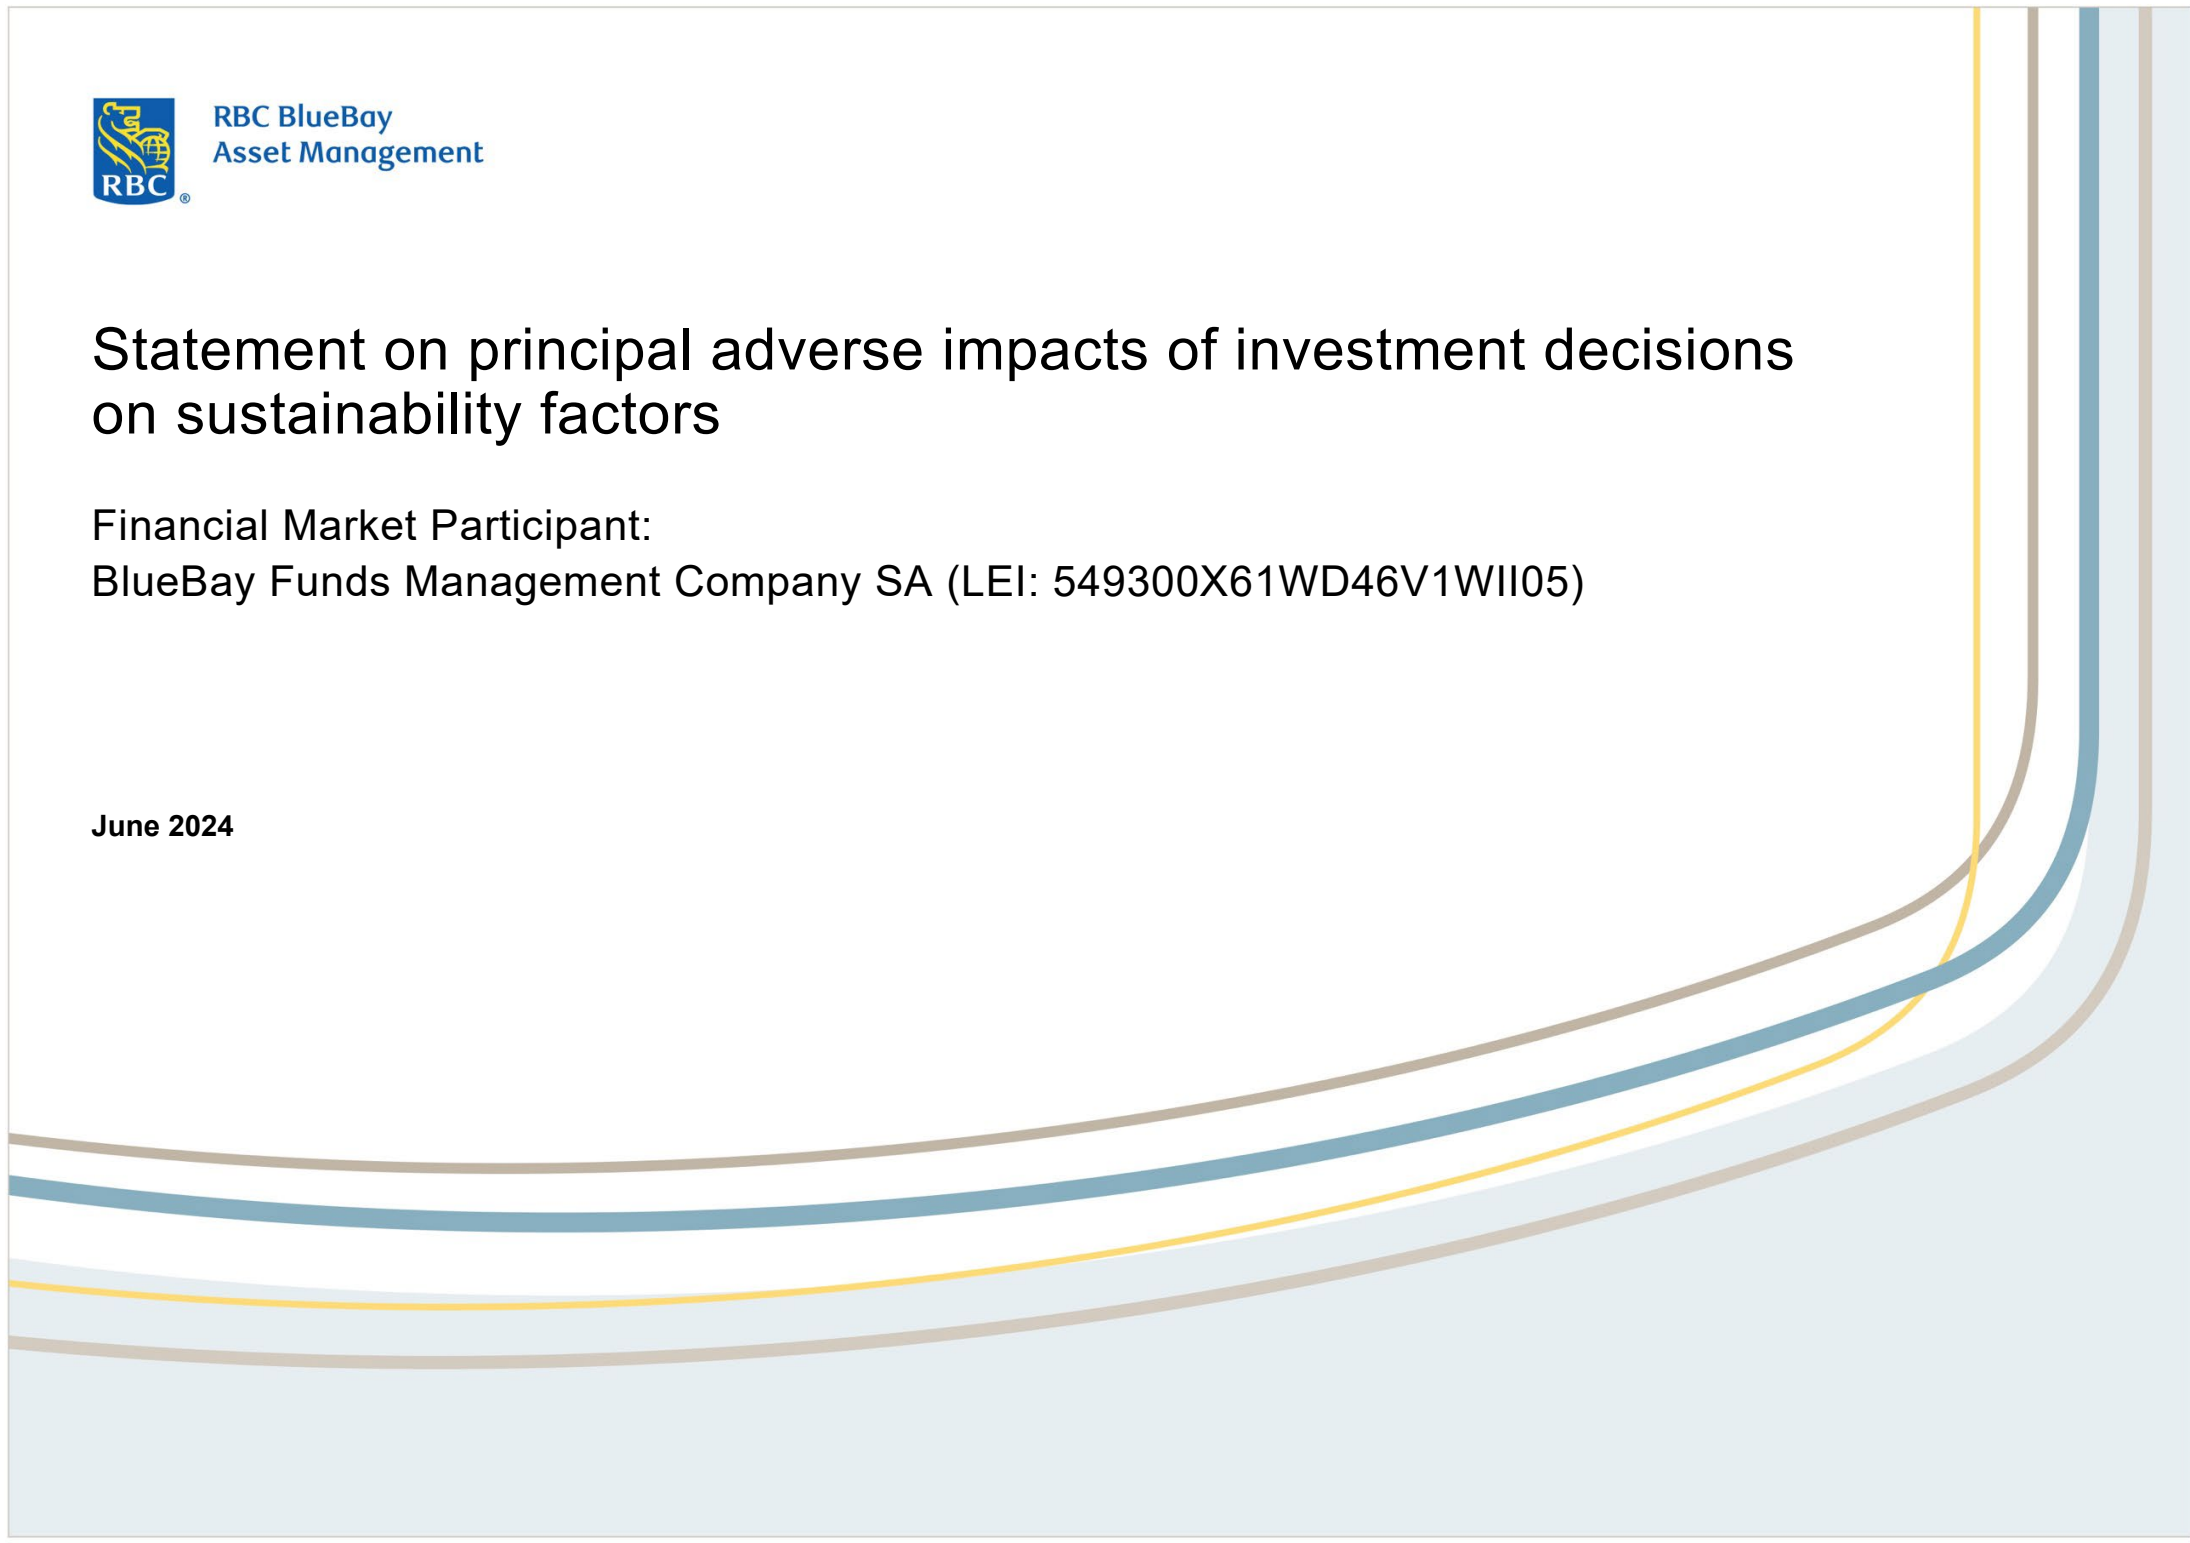 RBC BlueBay
Asset Management
RBC
®
Statement on principal adverse impacts of investment decisions
on sustainability factors
Financial Market Participant:
BlueBay Funds Management Company SA (LEI: 549300X61WD46V1WII05)
June 2024